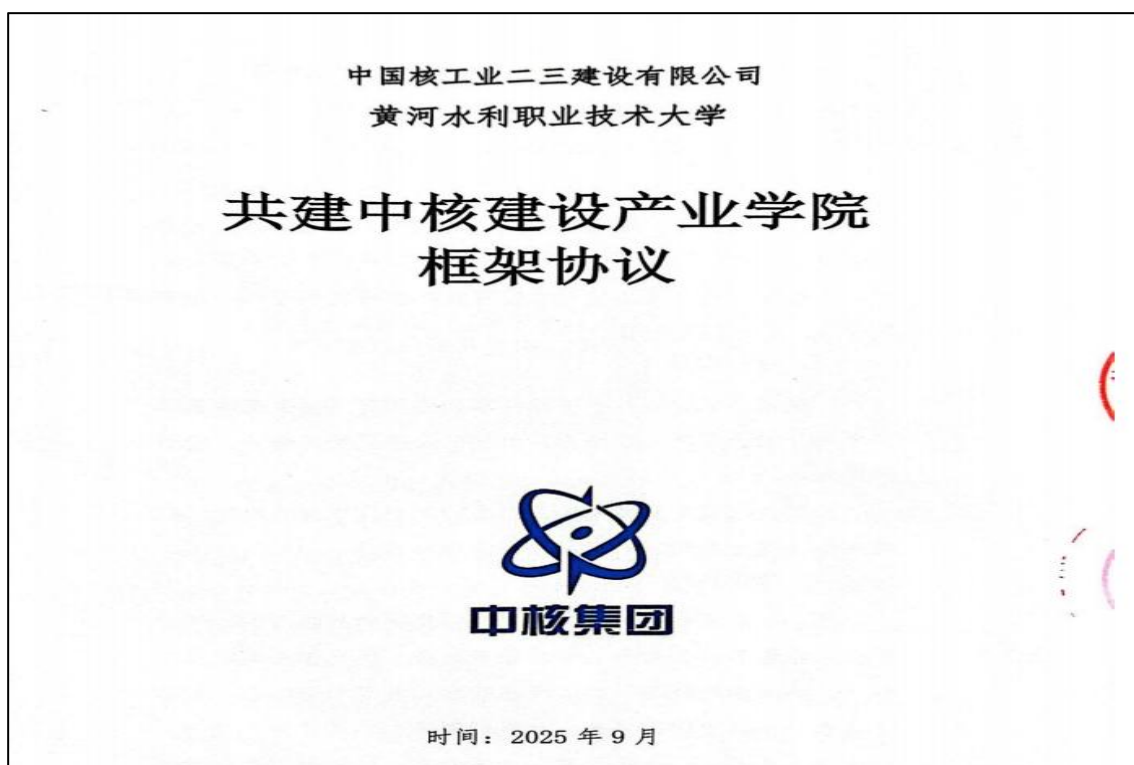 中国核工业二三建设有限公司
黄河水利职业技术大学
共建中核建设产业学院
框架协议
中核集团
时间：2025 年 9 月